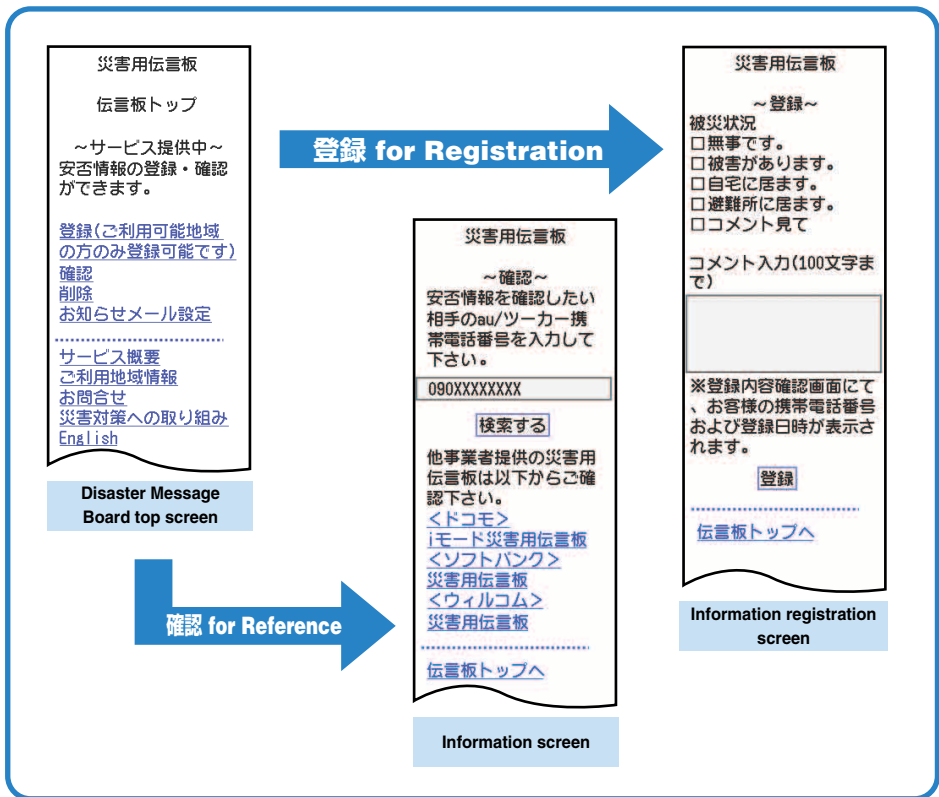 災害用伝言板
伝言板トップ
~サービス提供中~
安否情報の登録・確認
ができます。
登録(ご利用可能地域
の方のみ登録可能です)
確認
削除
お知らせメール設定
サービス概要
ご利用地域情報
お問合せ
災害対策への取り組み
English
Disaster Message
Board top screen
登録 for Registration
確認 for Reference
災害用伝言板
~確認~
安否情報を確認したい
相手のau/ツーカー携
帯電話番号を入力して
下さい。
090XXXXXXXX
検索する
他事業者提供の災害用
伝言板は以下からご確
認下さい。
<ドコモ>
iモード災害用伝言板
<ソフトバンク>
災害用伝言板
<ウィルコム>
災害用伝言板
伝言板トップへ
Information screen
災害用伝言板
~登録~
被災状況
□無事です。
□被害があります。
□自宅に居ます。
□避難所に居ます。
□コメント見て
コメント入力(100文字ま
で)
※登録内容確認画面にて
、お客様の携帯電話番号
および登録日時が表示さ
れます。
登録
伝言板トップへ
Information registration
screen